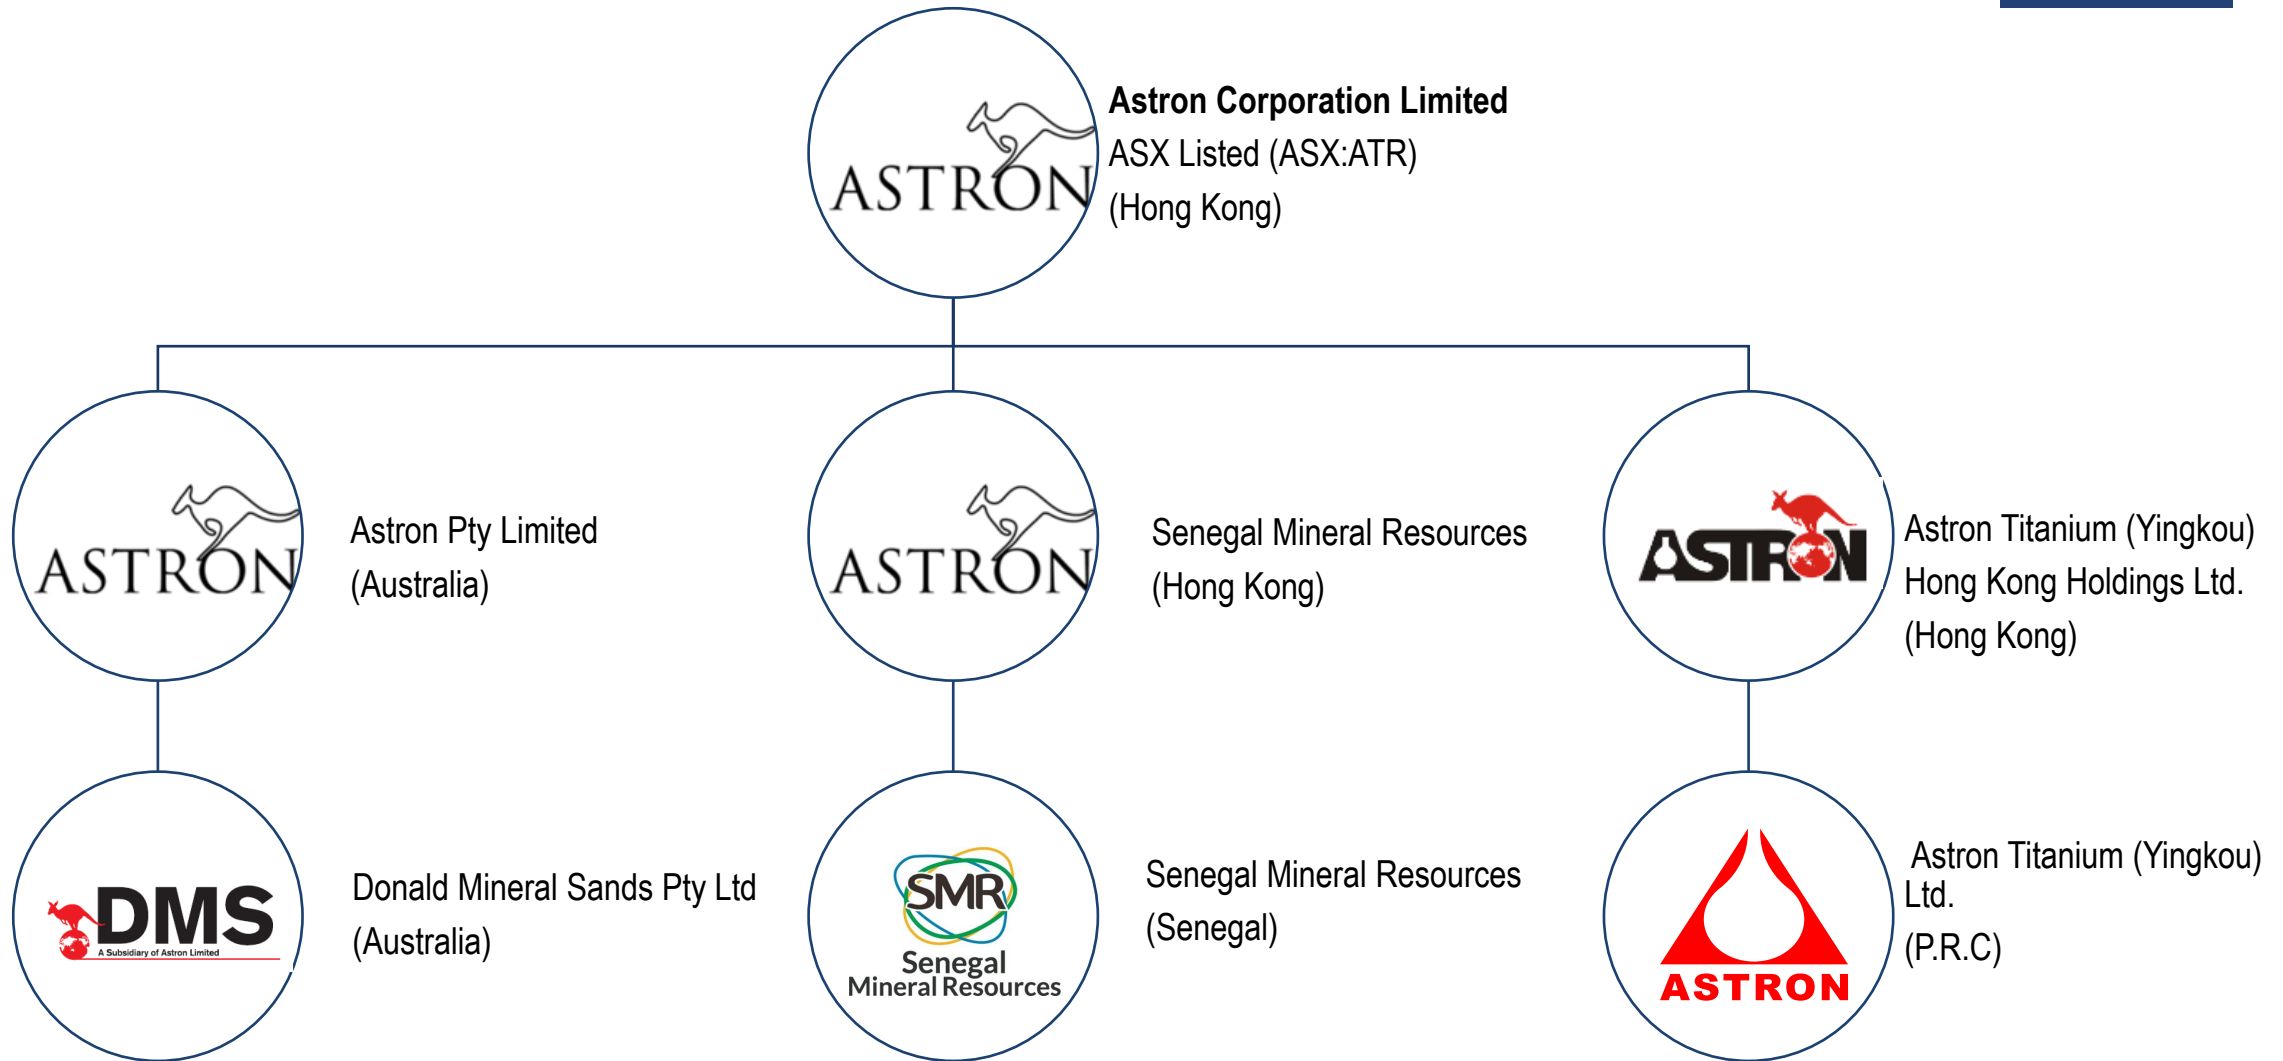 ASTRON
Astron Corporation Limited
ASX Listed (ASX:ATR)
(Hong Kong)
ASTRON
Astron Pty Limited
(Australia)
ASTRON
Senegal Mineral Resources
(Hong Kong)
ASTRON
Astron Titanium (Yingkou)
Hong Kong Holdings Ltd.
(Hong Kong)
DMS
A Subsidiary of Astron Limited
Donald Mineral Sands Pty Ltd
(Australia)
SMR
Senegal
Mineral Resources
Senegal Mineral Resources
(Senegal)
ASTRON
Astron Titanium (Yingkou)
Ltd.
(P.R.C)